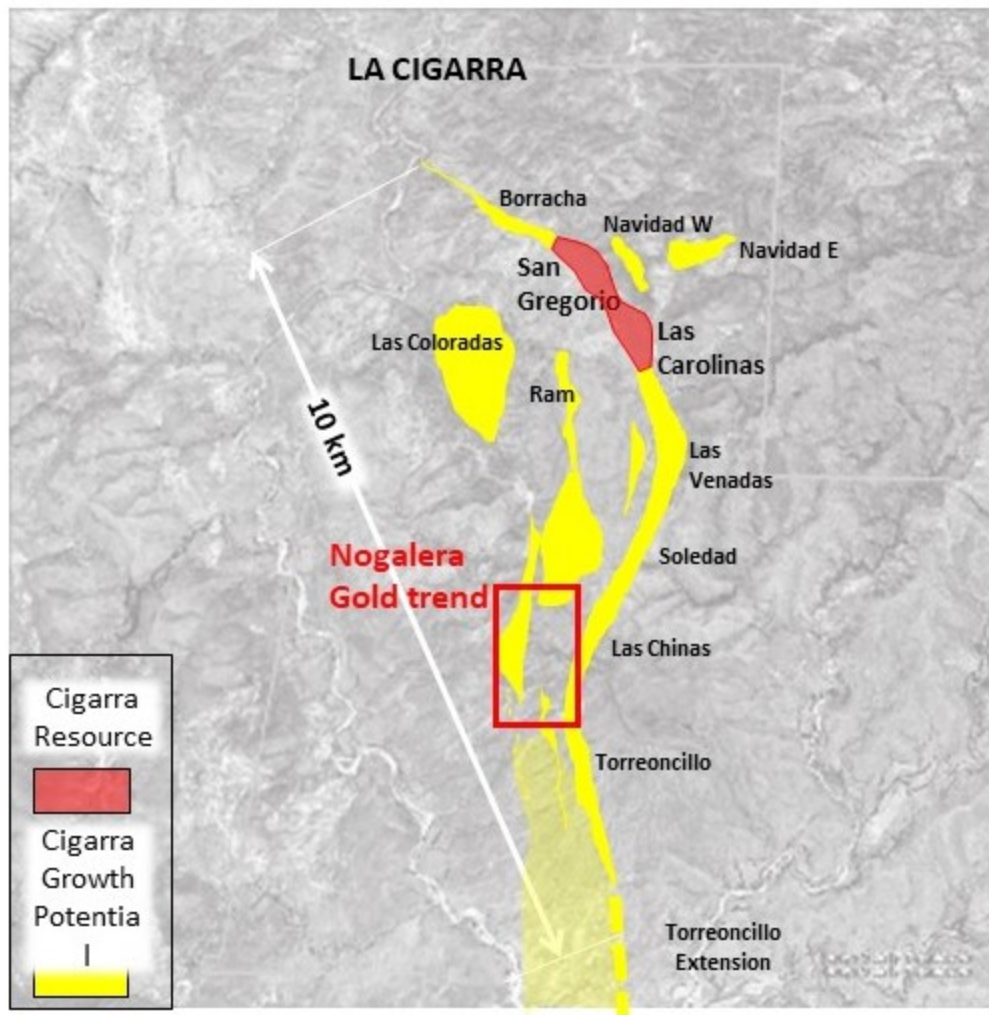 LA CIGARRA
Borracha
Navidad W
Navidad E
San
Gregorio
Las Coloradas
Las
Carolinas
Ram
10 km
Las
Venadas
Nogalera
Gold trend
Soledad
Las Chinas
Cigarra
Resource
Torreoncillo
Cigarra
Growth
Potentia
l
Torreoncillo
Extension